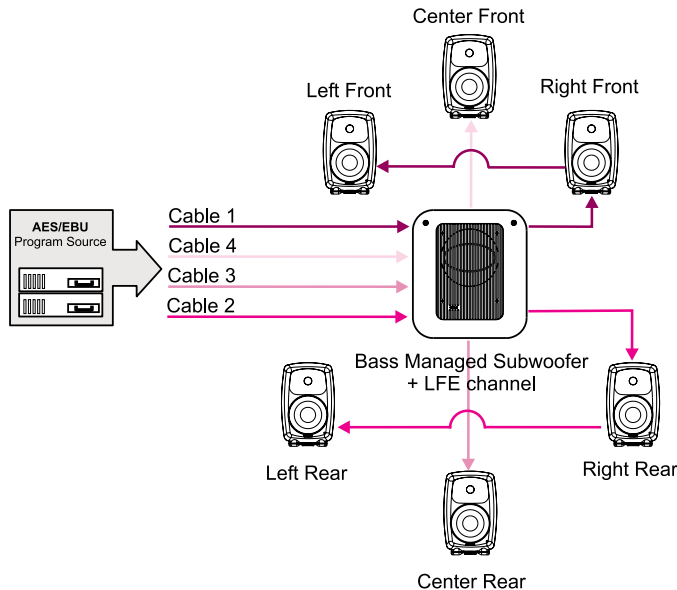 Center Front
Left Front
Right Front
AES/EBU
Program Source
Cable 1
Cable 4
Cable 3
Cable 2
Bass Managed Subwoofer
+ LFE channel
Left Rear
Right Rear
Center Rear